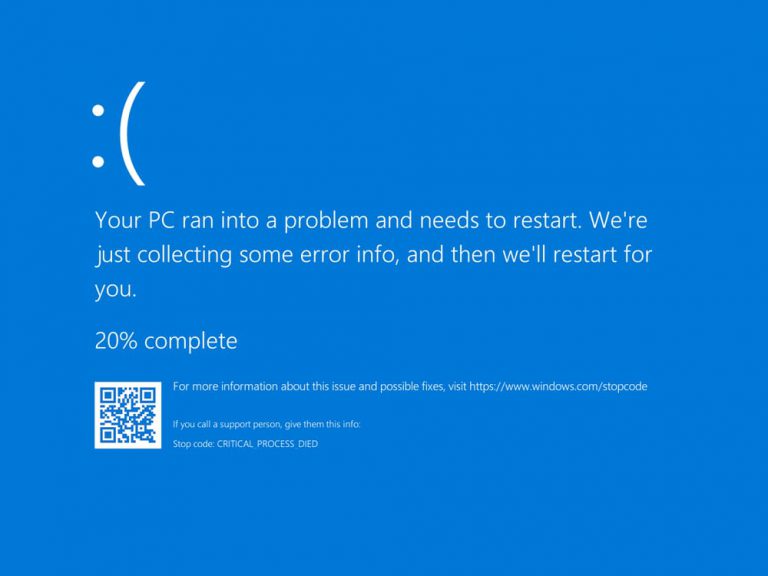 :(
Your PC ran into a problem and needs to restart. We're
just collecting some error info, and then we'll restart for
you.
20% complete
For more information about this issue and possible fixes, visit https://www.windows.com/stopcode
If you call a support person, give them this info:
Stop code: CRITICAL_PROCESS_DIED